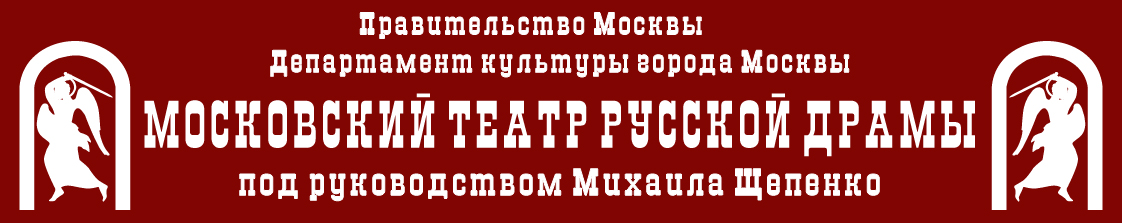 Правительство Москвы
Департамент культуры города Москвы
МОСКОВСКИЙ ТЕАТР РУССКОЙ ДРАМЫ
под руководством Михаила Щепенко